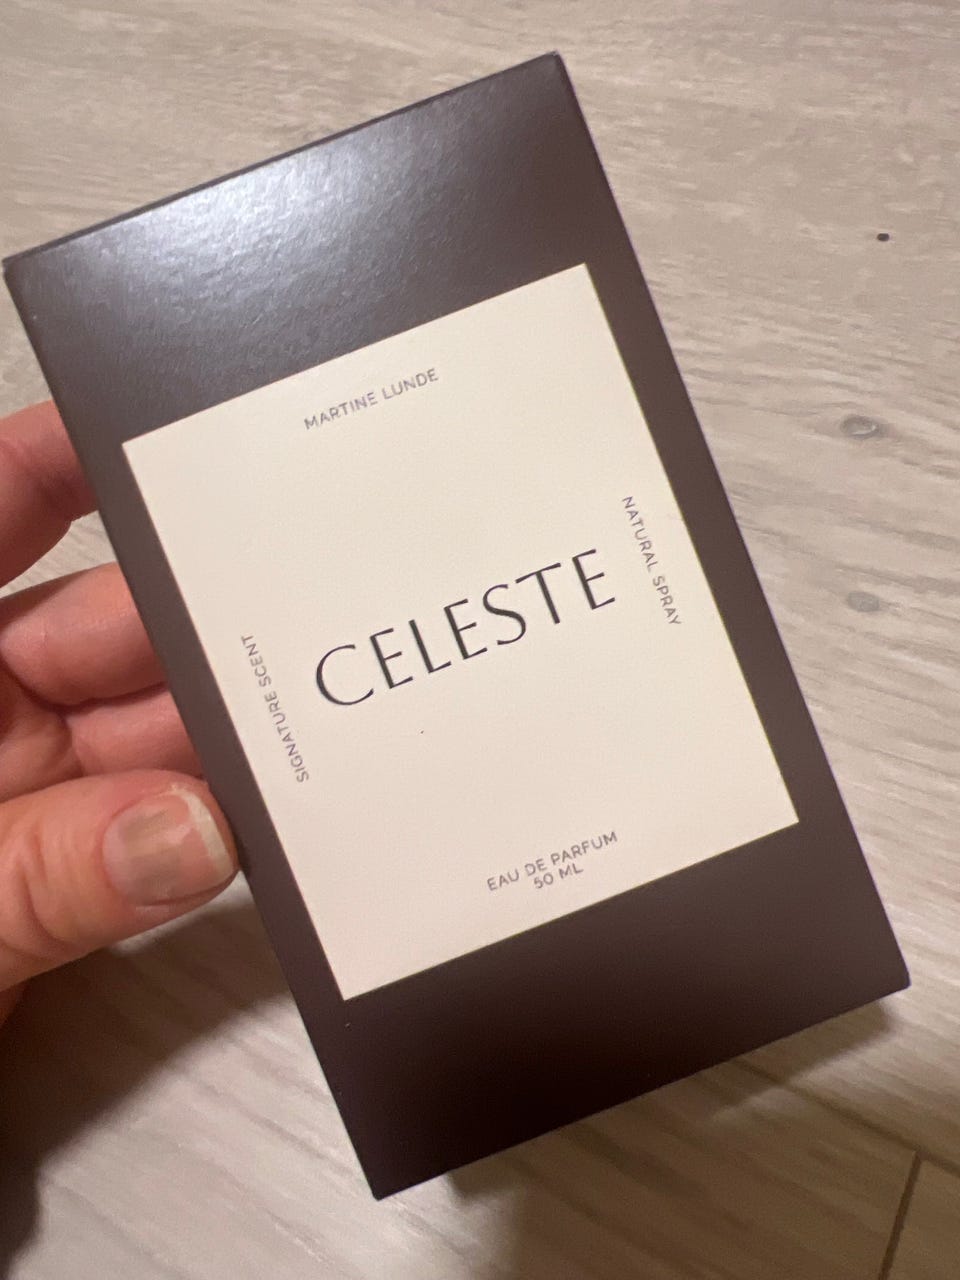 MARTINE LUNDE
NATURAL SPRAY
CELESTE
SIGNATURE SCENT
EAU DE PARFUM
50 ML